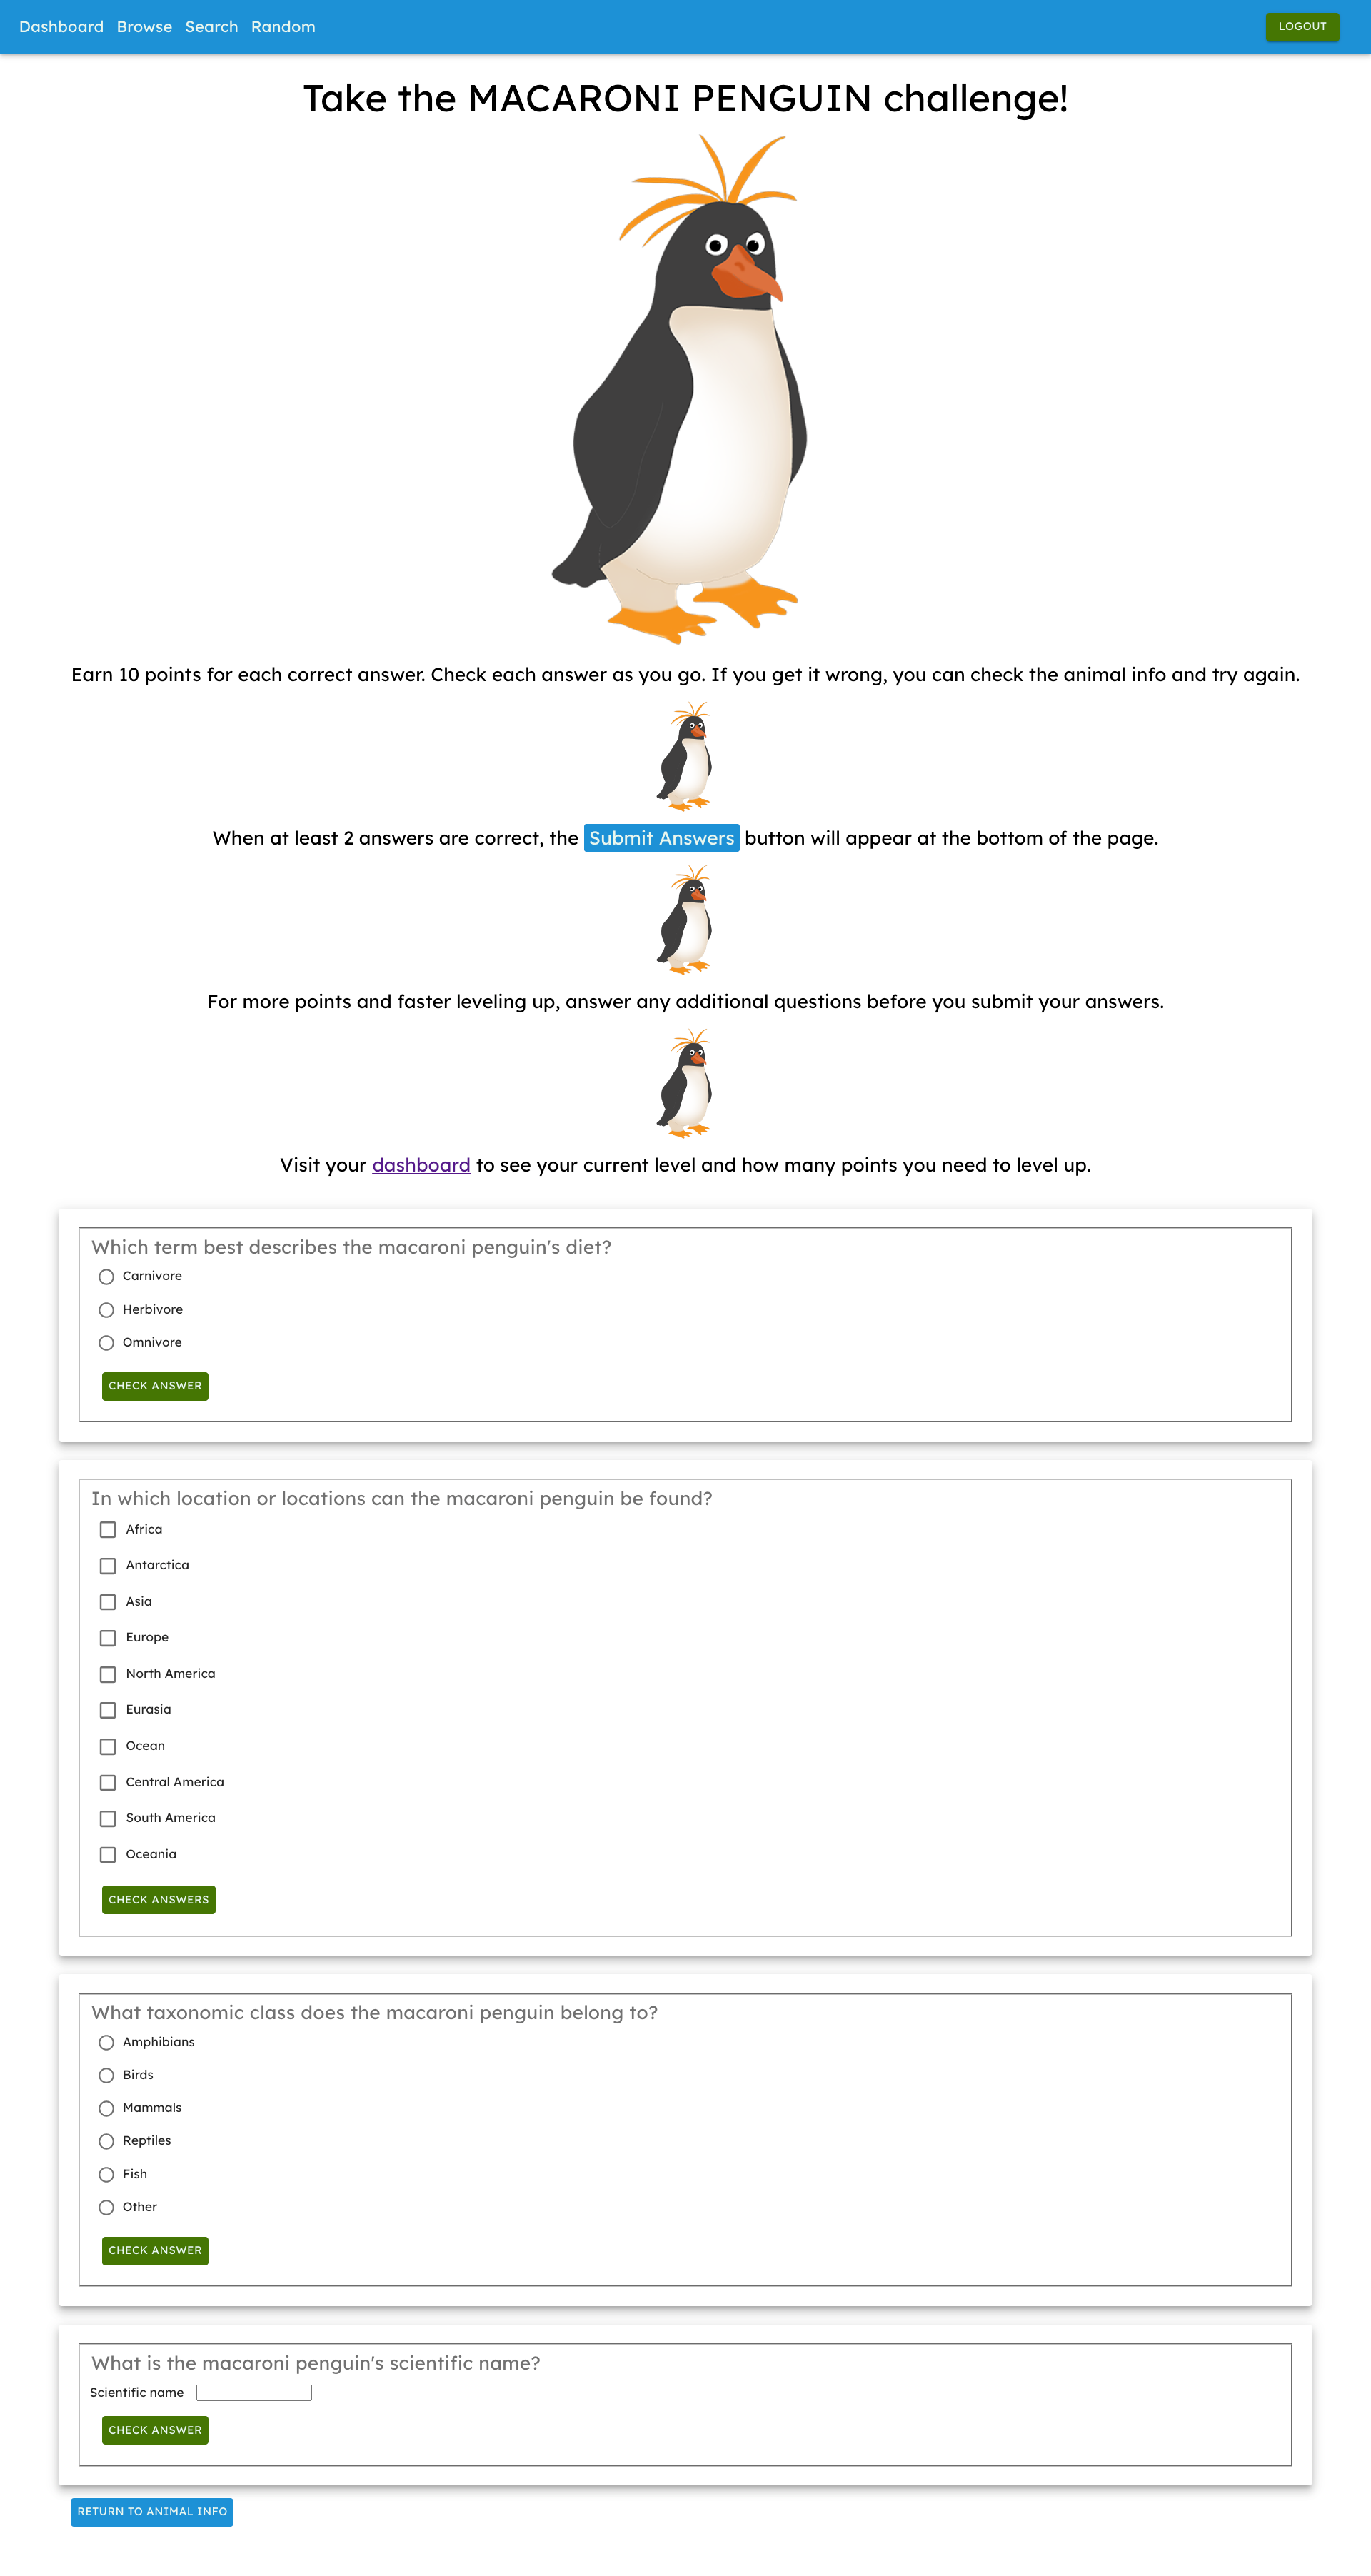 Dashboard Browse Search Random LOGOUT
Take the MACARONI PENGUIN challenge!
Earn 10 points for each correct answer. Check each answer as you go. If you get it wrong, you can check the animal info and try again.
When at least 2 answers are correct, the Submit Answers button will appear at the bottom of the page.
For more points and faster leveling up, answer any additional questions before you submit your answers.
Visit your dashboard to see your current level and how many points you need to level up.
Which term best describes the macaroni penguin's diet?
Carnivore
Herbivore
Omnivore
CHECK ANSWER
In which location or locations can the macaroni penguin be found?
Africa
Antarctica
Asia
Europe
North America
Eurasia
Ocean
Central America
South America
Oceania
CHECK ANSWERS
What taxonomic class does the macaroni penguin belong to?
Amphibians
Birds
Mammals
Reptiles
Fish
Other
CHECK ANSWER
What is the macaroni penguin's scientific name?
Scientific name
CHECK ANSWER
RETURN TO ANIMAL INFO